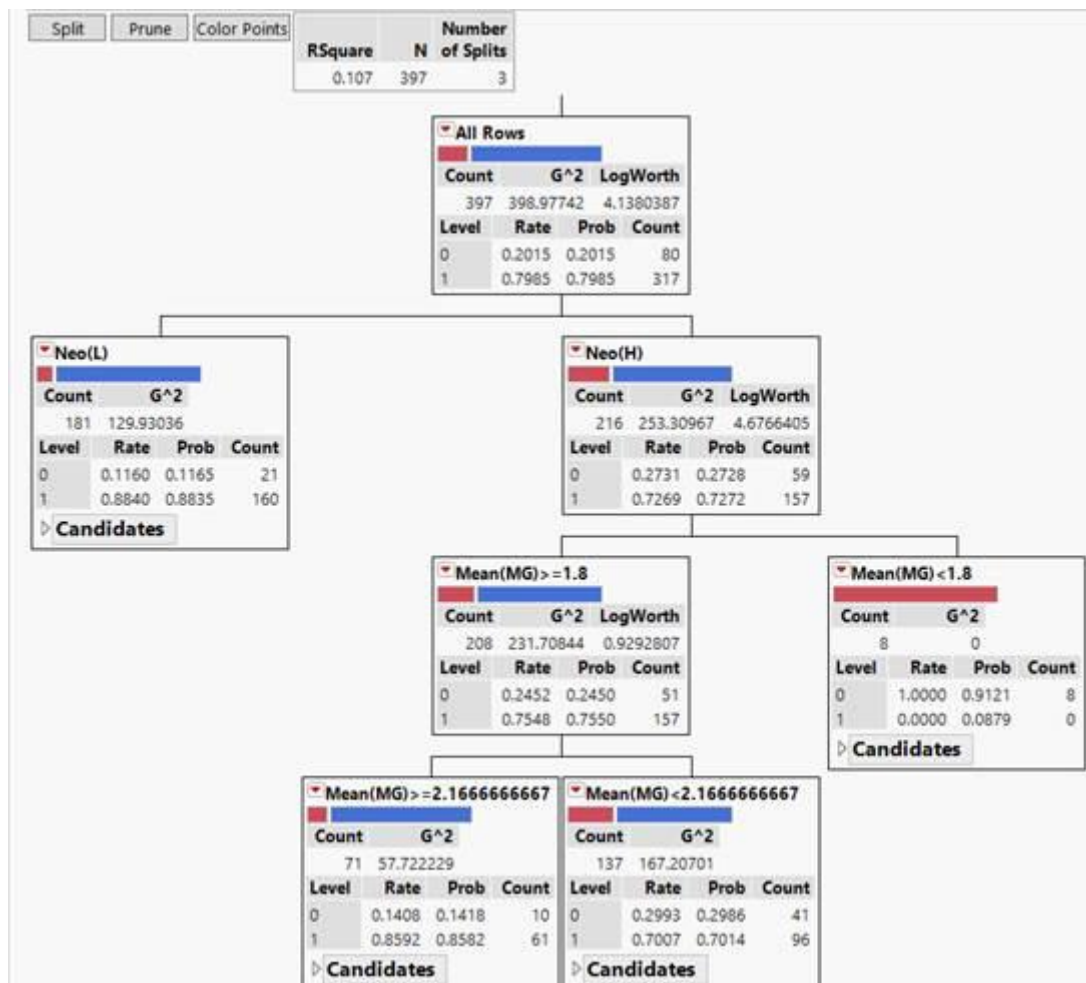 Split Prune Color Points
RSquare N Number of Splits
0.107 397 3
All Rows
Count G^2 LogWorth
397 398.97742 4.1380387
Level Rate Prob Count
0 0.2015 0.2015 80
1 0.7985 0.7985 317
Neo(L)
Count G^2
181 129.93036
Level Rate Prob Count
0 0.1160 0.1165 21
1 0.8840 0.8835 160
Candidates
Neo(H)
Count G^2 LogWorth
216 253.30967 4.6766405
Level Rate Prob Count
0 0.2731 0.2728 59
1 0.7269 0.7272 157
Mean(MG)>=1.8
Count G^2 LogWorth
208 231.70844 0.9292807
Level Rate Prob Count
0 0.2452 0.2450 51
1 0.7548 0.7550 157
Mean(MG)<1.8
Count G^2
8 0
Level Rate Prob Count
0 1.0000 0.9121 8
1 0.0000 0.0879 0
Candidates
Mean(MG)>=2.1666666667
Count G^2
71 57.722229
Level Rate Prob Count
0 0.1408 0.1418 10
1 0.8592 0.8582 61
Candidates
Mean(MG)<2.1666666667
Count G^2
137 167.20701
Level Rate Prob Count
0 0.2993 0.2986 41
1 0.7007 0.7014 96
Candidates